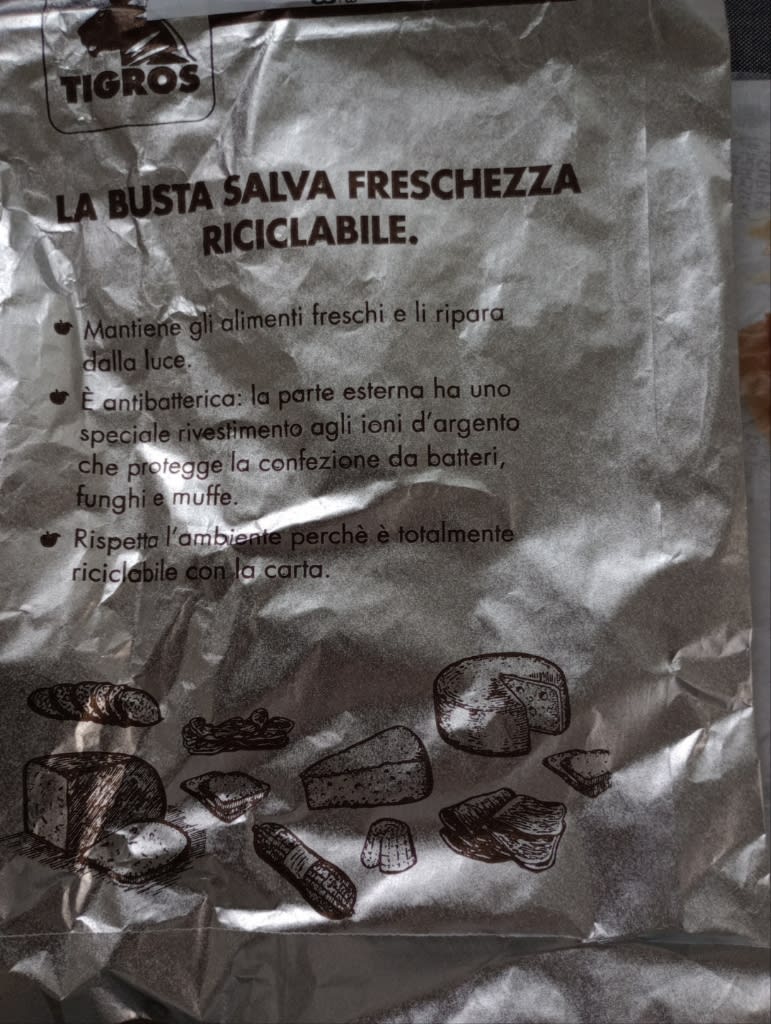 TIGROS
LA BUSTA SALVA FRESCHEZZA
RICICLABILE.
Mantiene gli alimenti freschi e li ripara
dalla luce.
È antibatterica: la parte esterna ha uno
speciale rivestimento agli ioni d'argento
che protegge la confezione da batteri,
funghi e muffe.
Rispetta l'ambiente perchè è totalmente
riciclabile con la carta.